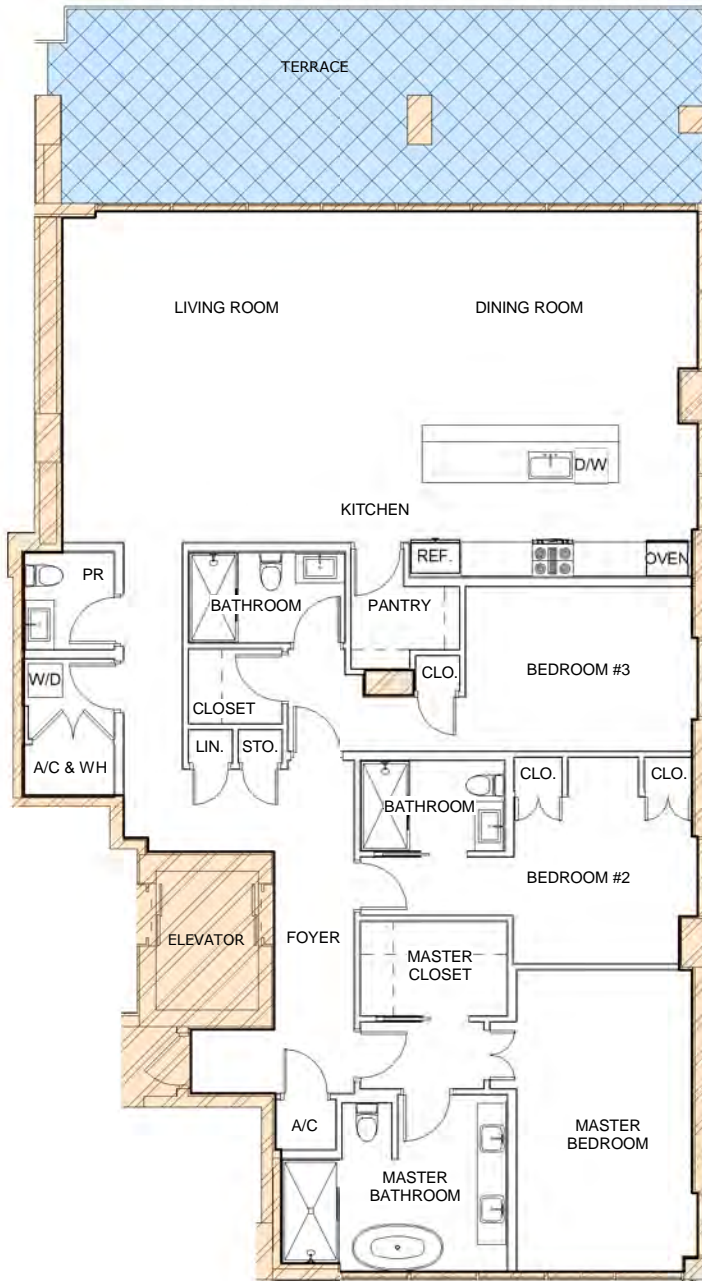 TERRACE
LIVING ROOM
DINING ROOM
D/W
KITCHEN
REF.
OVEN
PR
BATHROOM
PANTRY
W/D
CLOSET
CLO.
BEDROOM #3
LIN.
STO.
A/C & WH
BATHROOM
CLO.
CLO.
BEDROOM #2
ELEVATOR
FOYER
MASTER
CLOSET
A/C
MASTER
BEDROOM
MASTER
BATHROOM